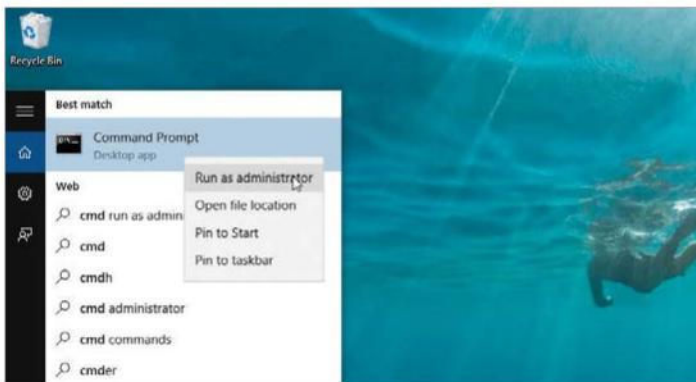 Recycle Bin
Best match
Command Prompt
Desktop app
Run as administrator
Open file location
Pin to Start
Pin to taskbar
Web
cmd run as admini
cmd
cmdh
cmd administrator
cmd commands
cmder